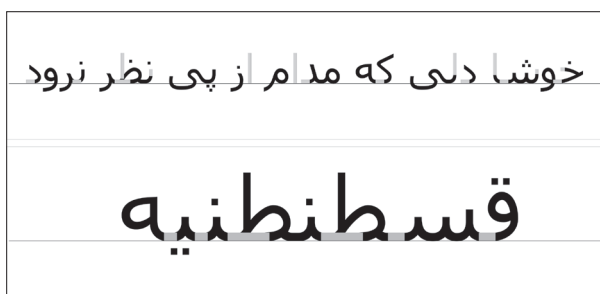 خوشا دلی که مدام از پی نظر نرود
قسطنطنیه